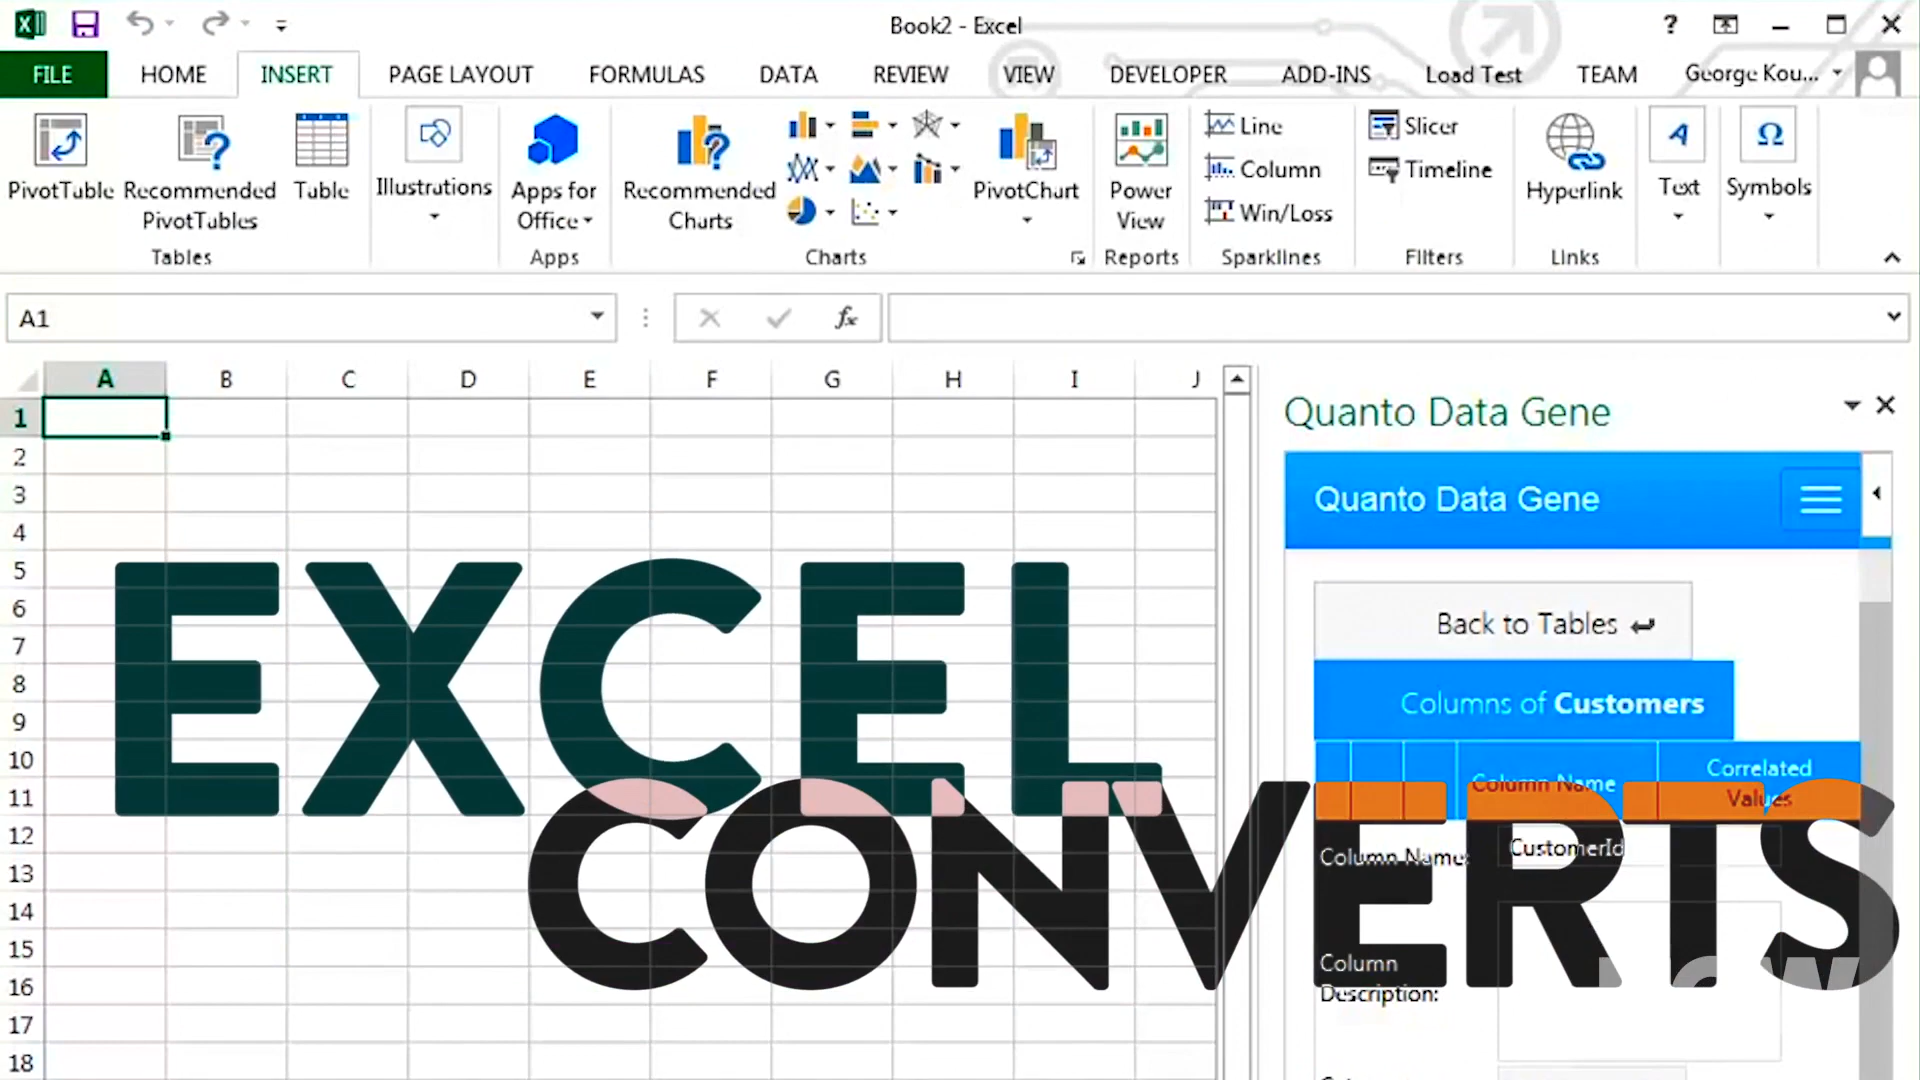 Book2 - Excel
?
FILE HOME INSERT PAGE LAYOUT FORMULAS DATA REVIEW VIEW DEVELOPER ADD-INS Load Test TEAM George Kou...
PivotTable
Recommended
PivotTables
Table
Tables
Illustrations
Apps for
Office
Apps
Recommended
Charts
PivotChart
Charts
Power
View
Reports
Line
Column
Win/Loss
Sparklines
Slicer
Timeline
Filters
Hyperlink
Links
A
Text
Ω
Symbols
A1
fx
A B C D E F G H I J
1
2
3
4
5
6
7
8
9
10
11
12
13
14
15
16
17
18
EXCEL
CONVERTS
Quanto Data Gene
Quanto Data Gene
Back to Tables
Columns of Customers
Column Name
Correlated
Values
Column Name:
CustomerId
Column
Description: